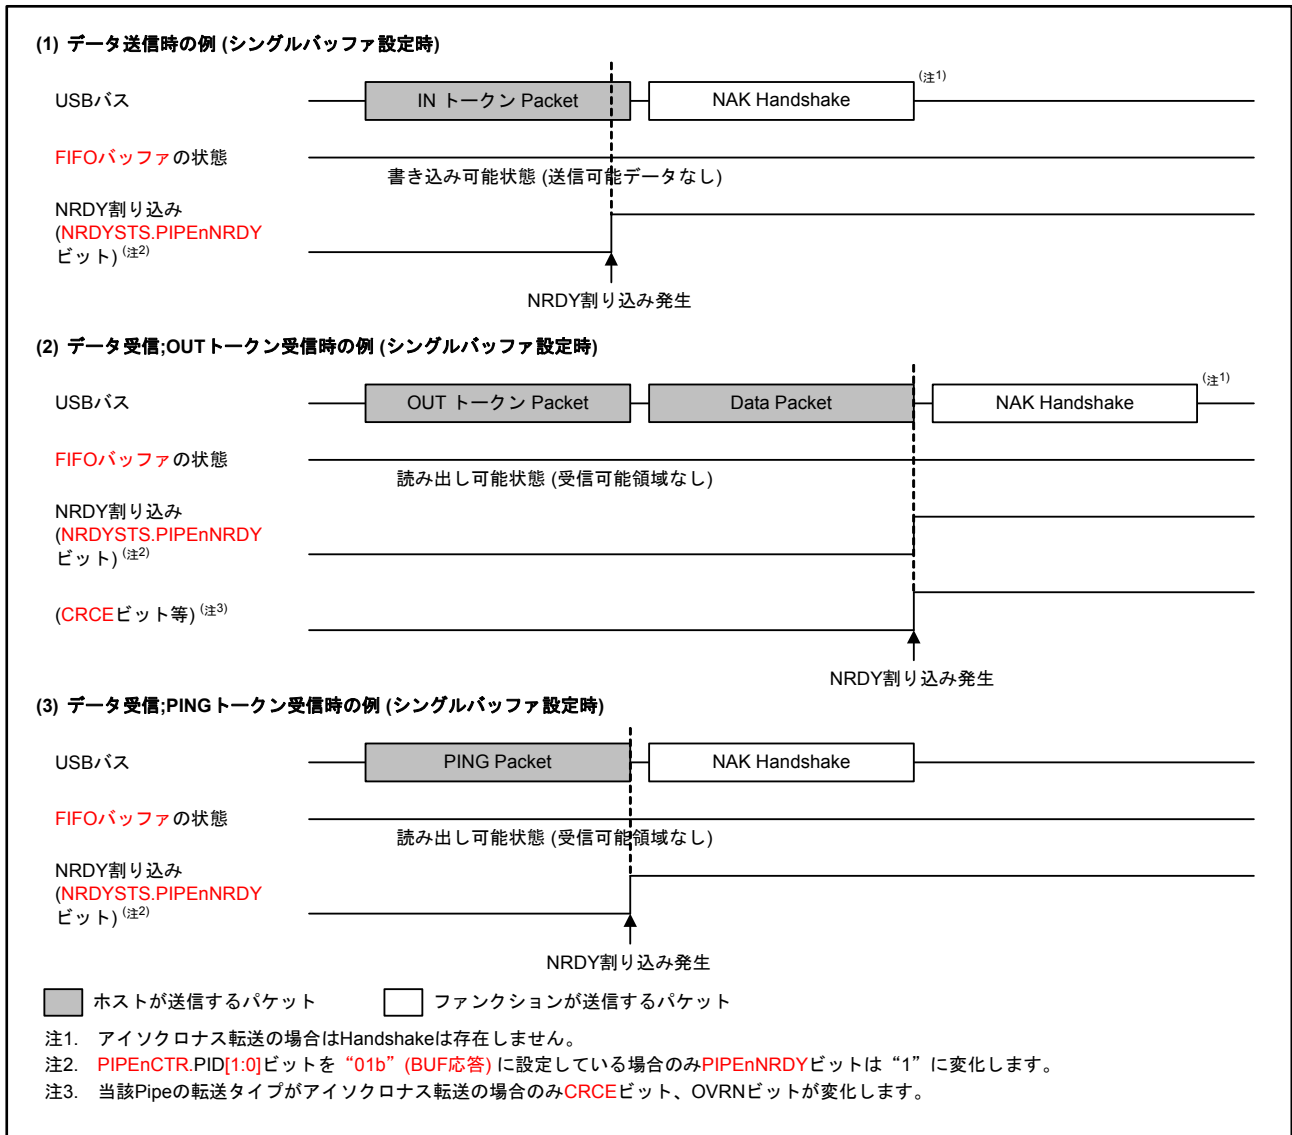 (1) データ送信時の例 (シングルバッファ設定時)
USBバス
IN トークン Packet
NAK Handshake
(注1)
FIFOバッファの状態
書き込み可能状態 (送信可能データなし)
NRDY割り込み
(NRDYSTS.PIPEnNRDY
ビット) (注2)
NRDY割り込み発生
(2) データ受信;OUTトークン受信時の例 (シングルバッファ設定時)
USBバス
OUT トークン Packet
Data Packet
NAK Handshake
(注1)
FIFOバッファの状態
読み出し可能状態 (受信可能領域なし)
NRDY割り込み
(NRDYSTS.PIPEnNRDY
ビット) (注2)
(CRCEビット等) (注3)
NRDY割り込み発生
(3) データ受信;PINGトークン受信時の例 (シングルバッファ設定時)
USBバス
PING Packet
NAK Handshake
FIFOバッファの状態
読み出し可能状態 (受信可能領域なし)
NRDY割り込み
(NRDYSTS.PIPEnNRDY
ビット) (注2)
NRDY割り込み発生
ホストが送信するパケット
ファンクションが送信するパケット
注1. アイソクロナス転送の場合はHandshakeは存在しません。
注2. PIPEnCTR.PID[1:0]ビットを “01b” (BUF応答) に設定している場合のみPIPEnNRDYビットは “1” に変化します。
注3. 当該Pipeの転送タイプがアイソクロナス転送の場合のみCRCEビット、OVRNビットが変化します。